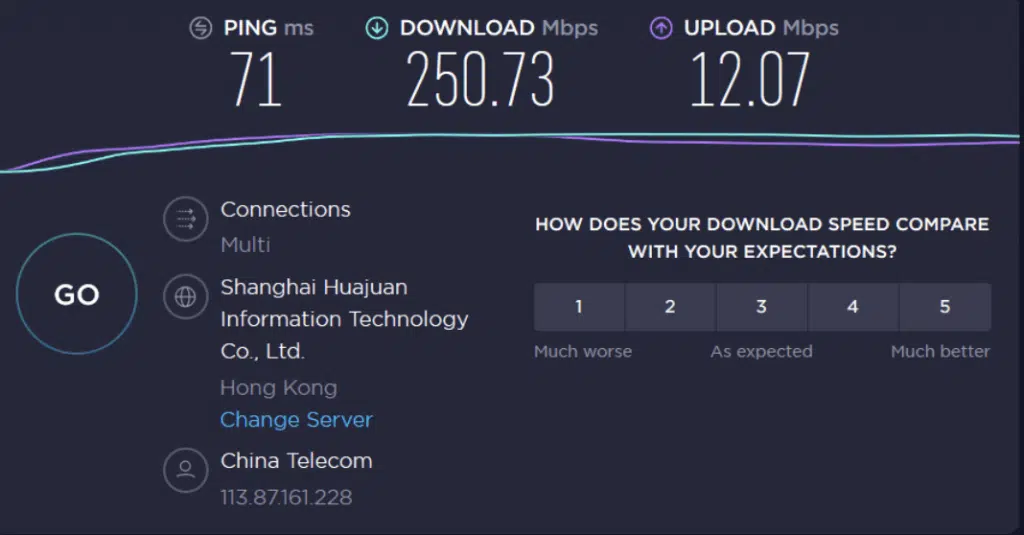 PING ms
DOWNLOAD Mbps
UPLOAD Mbps
71
250.73
12.07
GO
Connections
Multi
Shanghai Huajuan
Information Technology
Co., Ltd.
Hong Kong
Change Server
China Telecom
113.87.161.228
HOW DOES YOUR DOWNLOAD SPEED COMPARE
WITH YOUR EXPECTATIONS?
1 2 3 4 5
Much worse As expected Much better